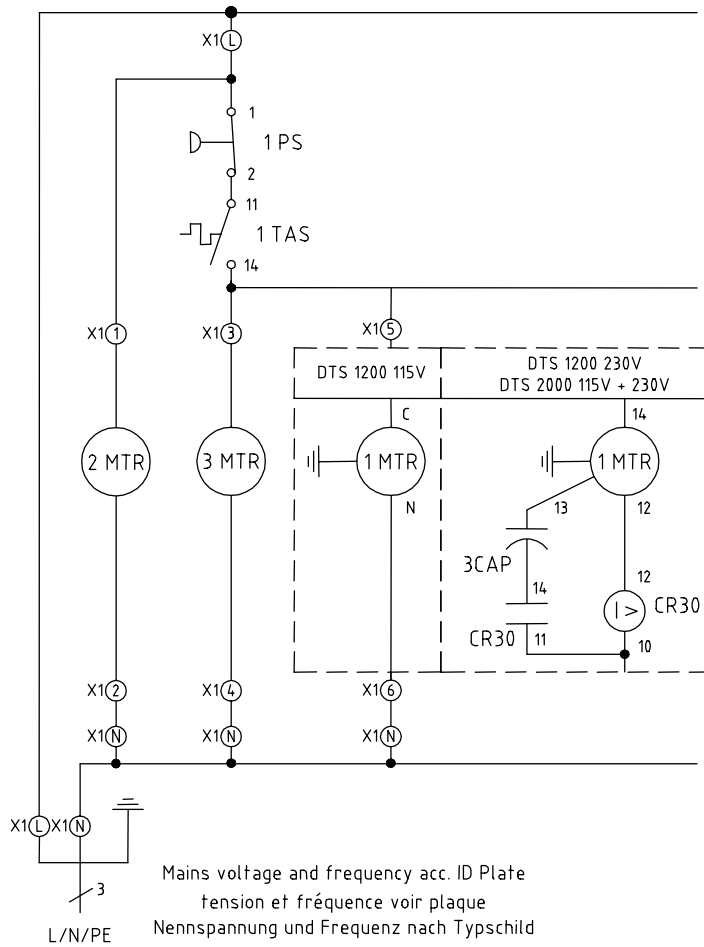 X1 L
1
1 PS
2
11
1 TAS
14
X1 1
X1 3
X1 5
DTS 1200 115V
DTS 1200 230V
DTS 2000 115V + 230V
C
14
2 MTR
3 MTR
1 MTR
1 MTR
N
13
12
3CAP
14
12
CR30
CR30
11
10
X1 2
X1 4
X1 6
X1 N
X1 N
X1 N
X1 L
X1 N
3
L/N/PE
Mains voltage and frequency acc. ID Plate
tension et fréquence voir plaque
Nennspannung und Frequenz nach Typschild